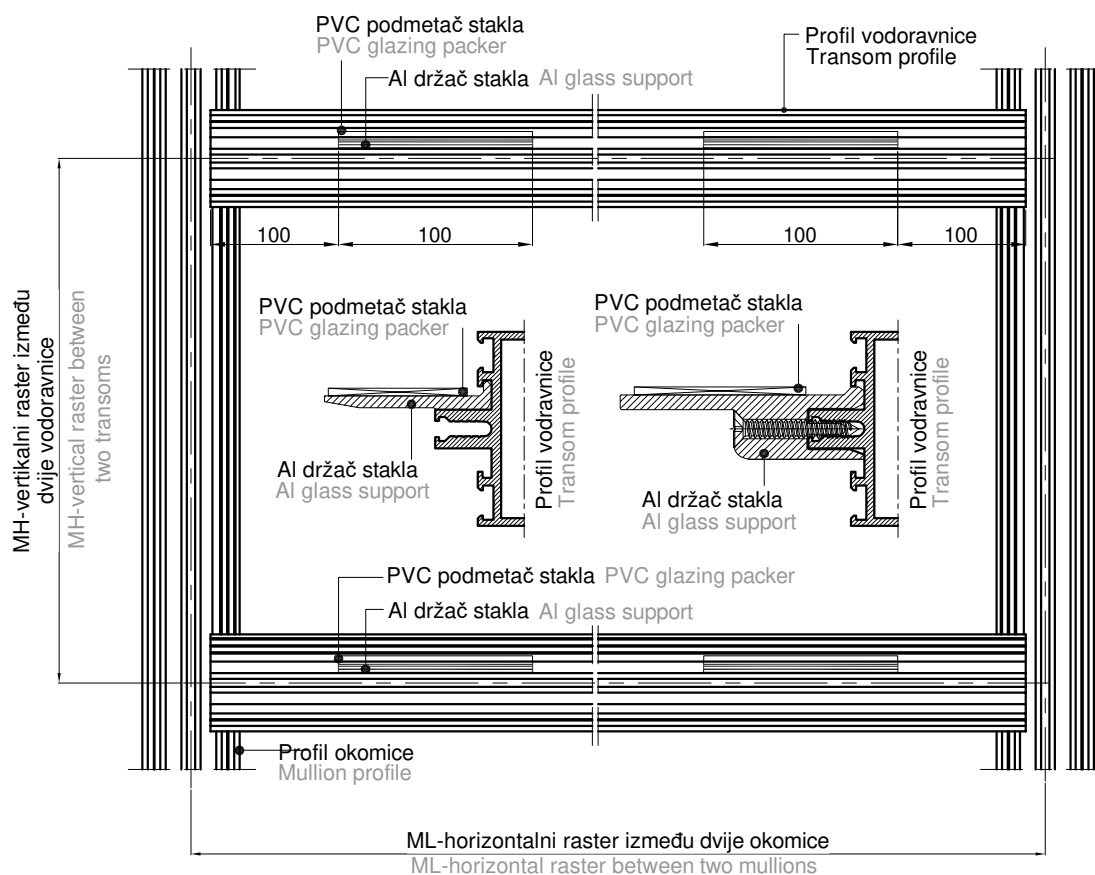 PVC podmetač stakla
PVC glazing packer
Al držač stakla Al glass support
Profil vodoravnice
Transom profile
100
100
100
100
MH-vertikalni raster između
dvije vodoravnice
MH-vertical raster between
two transoms
PVC podmetač stakla
PVC glazing packer
Al držač stakla
Al glass support
Profil vodravnice
Transom profile
PVC podmetač stakla
PVC glazing packer
Al držač stakla
Al glass support
Profil vodravnice
Transom profile
PVC podmetač stakla PVC glazing packer
Al držač stakla Al glass support
Profil okomice
Mullion profile
ML-horizontalni raster između dvije okomice
ML-horizontal raster between two mullions